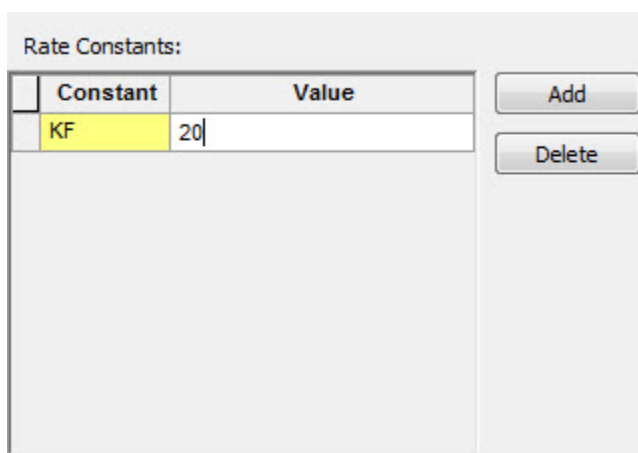 Rate Constants:
Constant Value
KF 20
Add
Delete